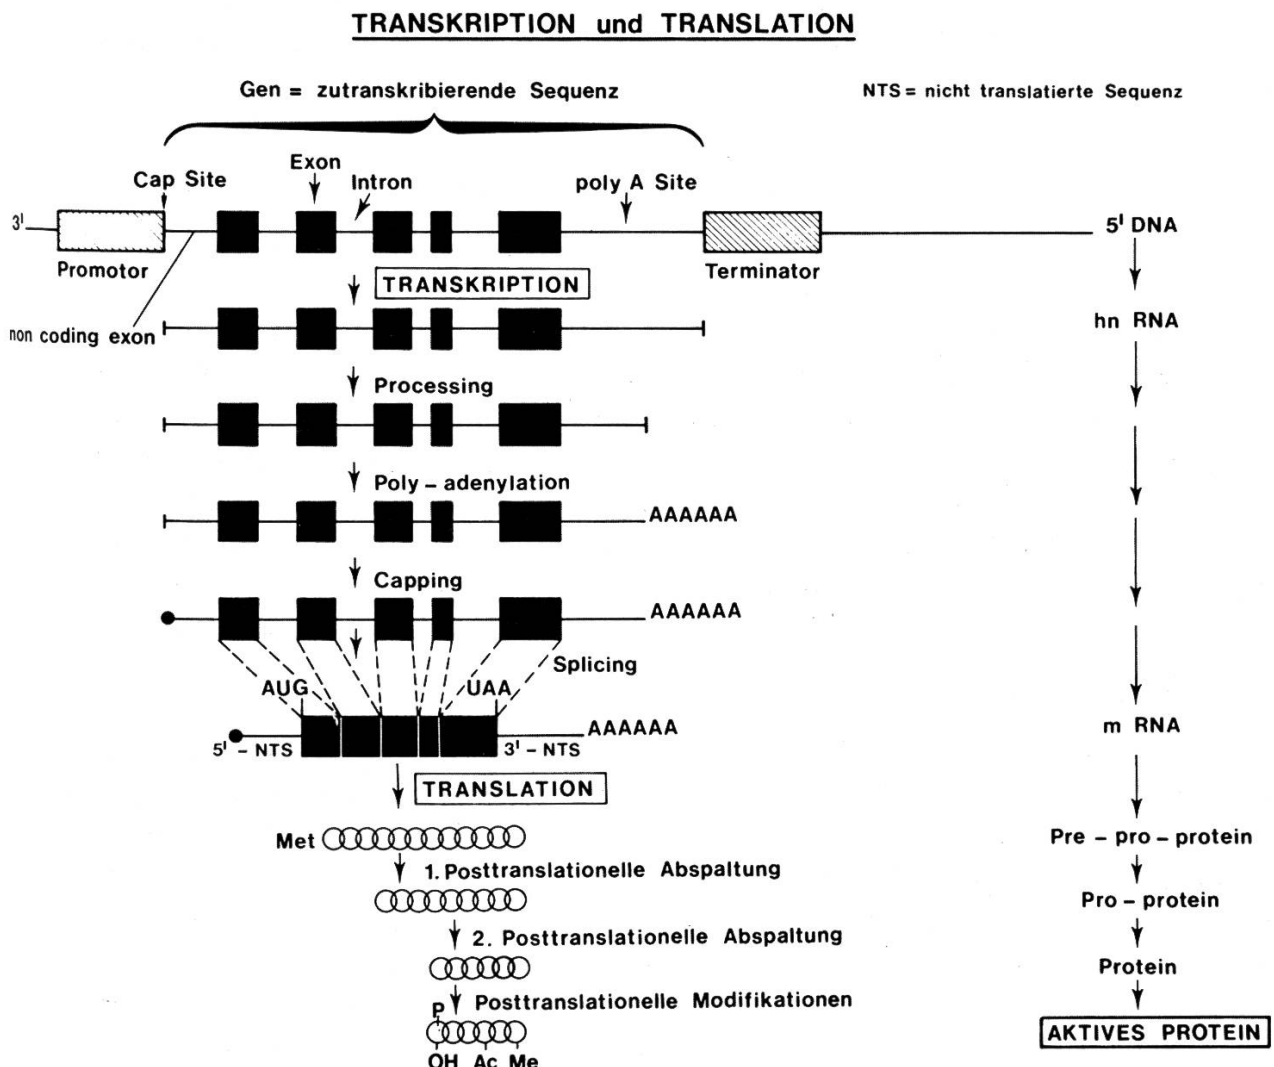 TRANSKRIPTION und TRANSLATION
Gen = zutranskribierende Sequenz
NTS = nicht translatierte Sequenz
Cap Site
Exon
Intron
poly A Site
3'
5' DNA
Promotor
Terminator
TRANSKRIPTION
non coding exon
hn RNA
Processing
Poly - adenylation
AAAAAA
Capping
AAAAAA
Splicing
AUG
UAA
AAAAAA
5' - NTS
3' - NTS
m RNA
TRANSLATION
Met
Pre - pro - protein
1. Posttranslationelle Abspaltung
Pro - protein
2. Posttranslationelle Abspaltung
Protein
P
Posttranslationelle Modifikationen
OH Ac Me
AKTIVES PROTEIN